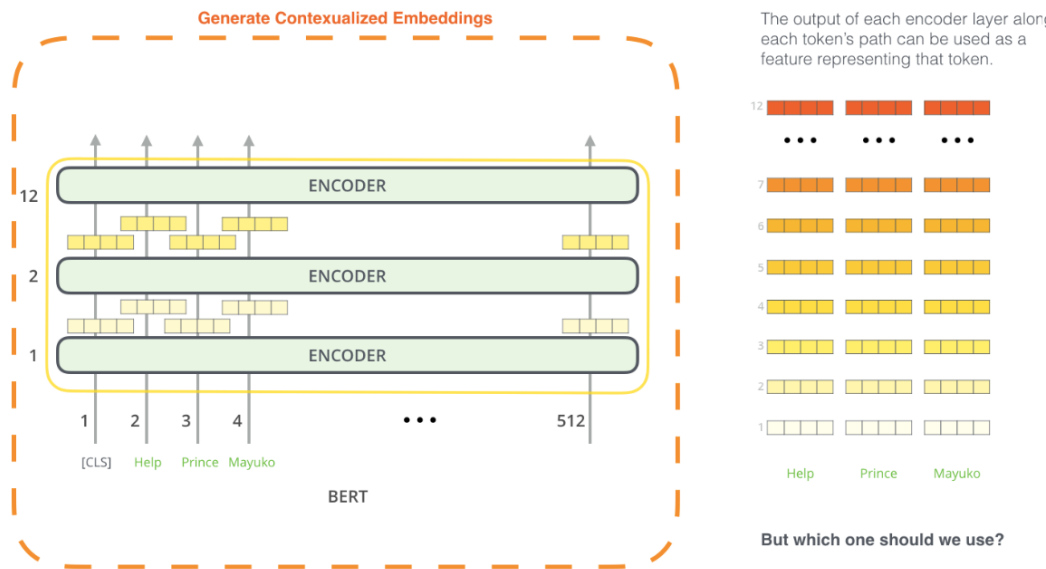 Generate Contexualized Embeddings
ENCODER
12
ENCODER
2
ENCODER
1
1 2 3 4 ••• 512
[CLS] Help Prince Mayuko
BERT
The output of each encoder layer along
each token's path can be used as a
feature representing that token.
12
•••  •••  •••
7
6
5
4
3
2
1
Help Prince Mayuko
But which one should we use?